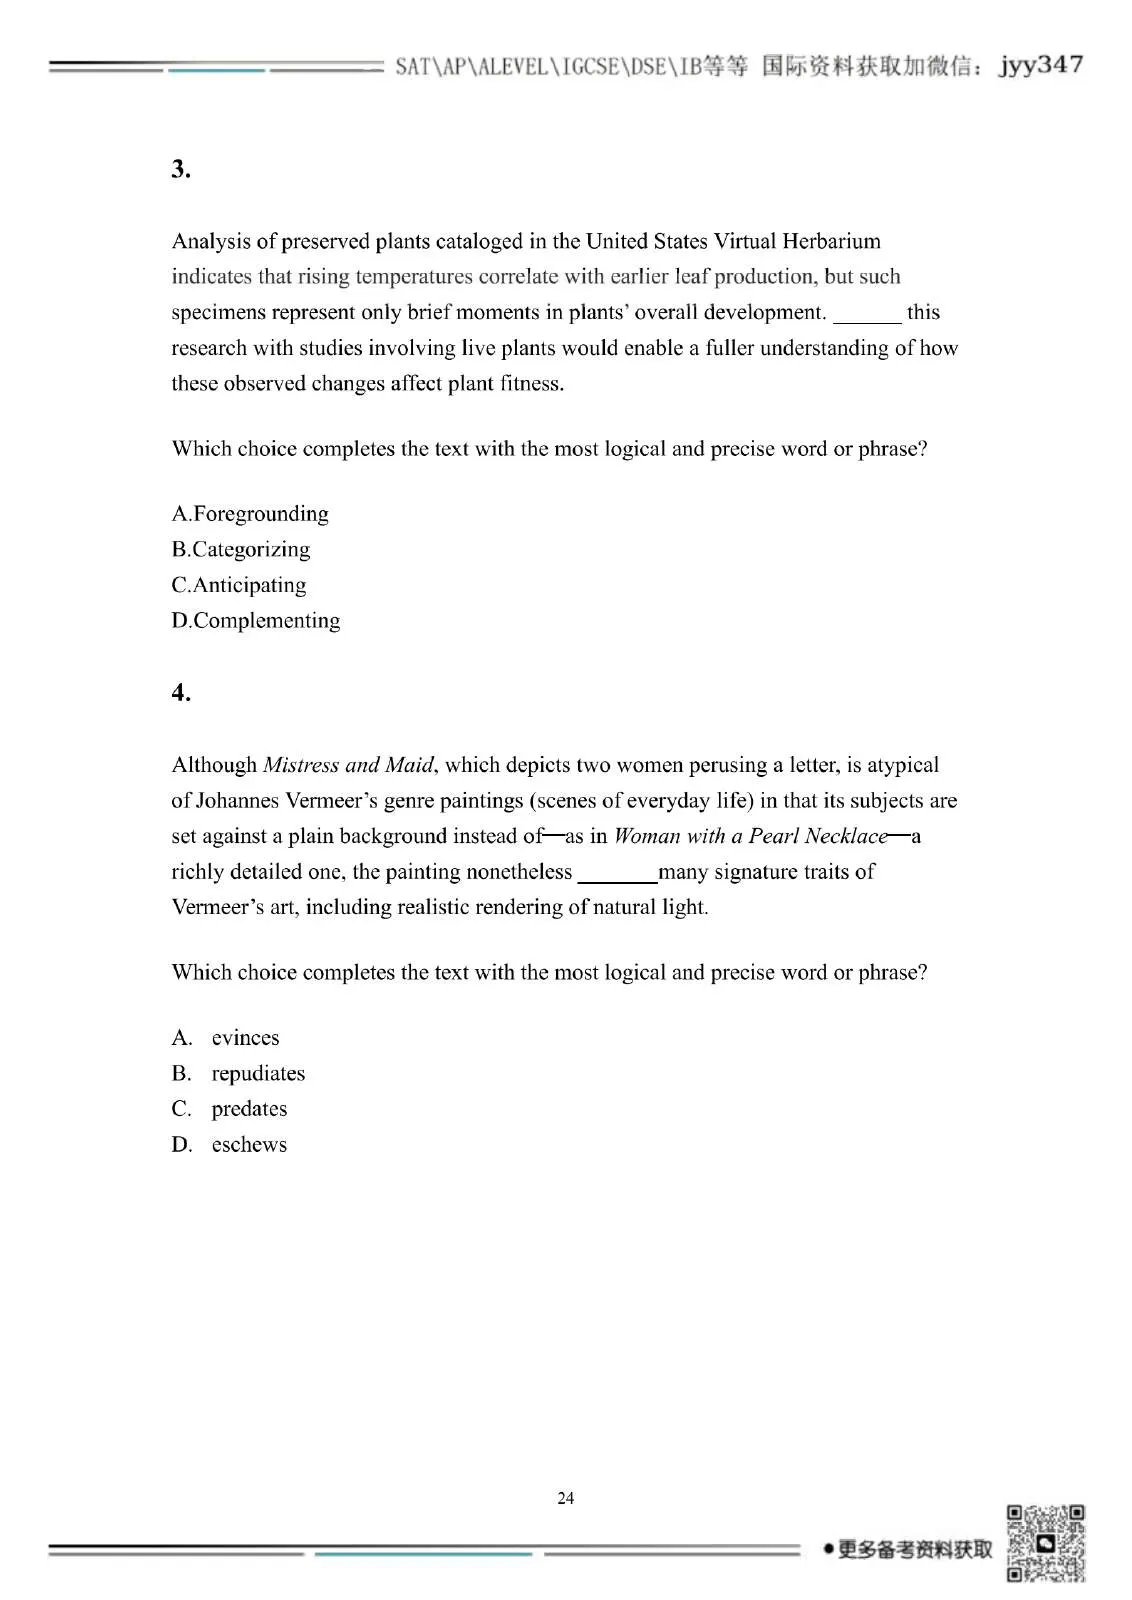 SAT\AP\ALEVEL\IGCSE\DSE\IB等等 国际资料获取加微信: jyy347
3.
Analysis of preserved plants cataloged in the United States Virtual Herbarium
indicates that rising temperatures correlate with earlier leaf production, but such
specimens represent only brief moments in plants’ overall development. ______ this
research with studies involving live plants would enable a fuller understanding of how
these observed changes affect plant fitness.
Which choice completes the text with the most logical and precise word or phrase?
A.Foregrounding
B.Categorizing
C.Anticipating
D.Complementing
4.
Although Mistress and Maid, which depicts two women perusing a letter, is atypical
of Johannes Vermeer’s genre paintings (scenes of everyday life) in that its subjects are
set against a plain background instead of—as in Woman with a Pearl Necklace—a
richly detailed one, the painting nonetheless _______many signature traits of
Vermeer’s art, including realistic rendering of natural light.
Which choice completes the text with the most logical and precise word or phrase?
A. evinces
B. repudiates
C. predates
D. eschews
24
●更多备考资料获取